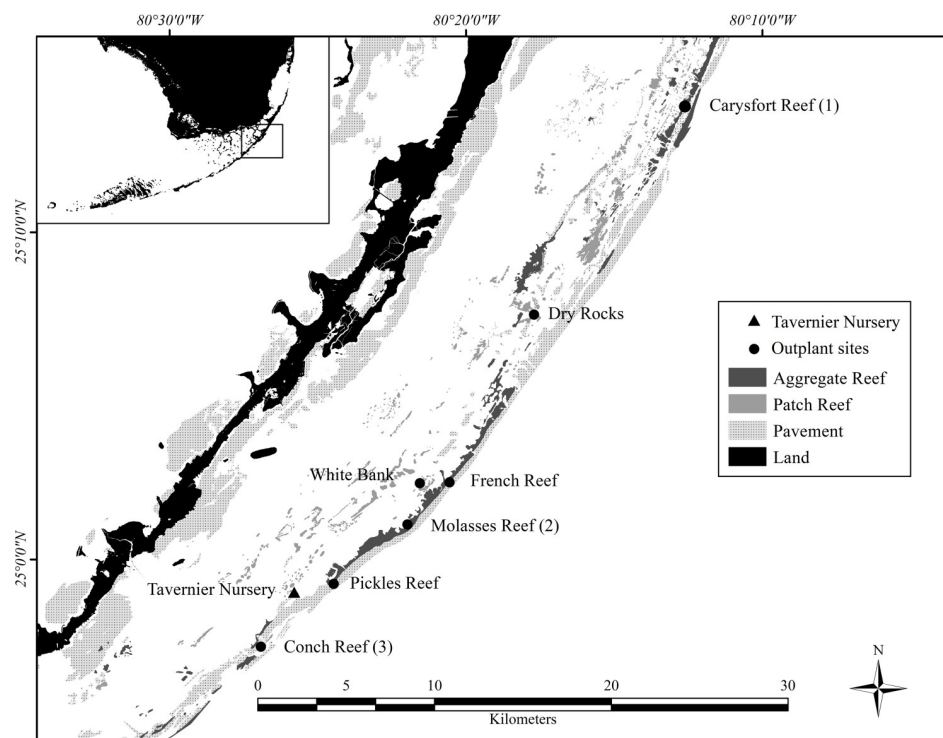 80°30'0"W
80°20'0"W
80°10'0"W
Carysfort Reef (1)
25°10'0"N
Dry Rocks
Tavernier Nursery
Outplant sites
Aggregate Reef
Patch Reef
Pavement
Land
White Bank
French Reef
Molasses Reef (2)
25°0'0"N
Tavernier Nursery
Pickles Reef
Conch Reef (3)
N
0 5 10 20 30
Kilometers